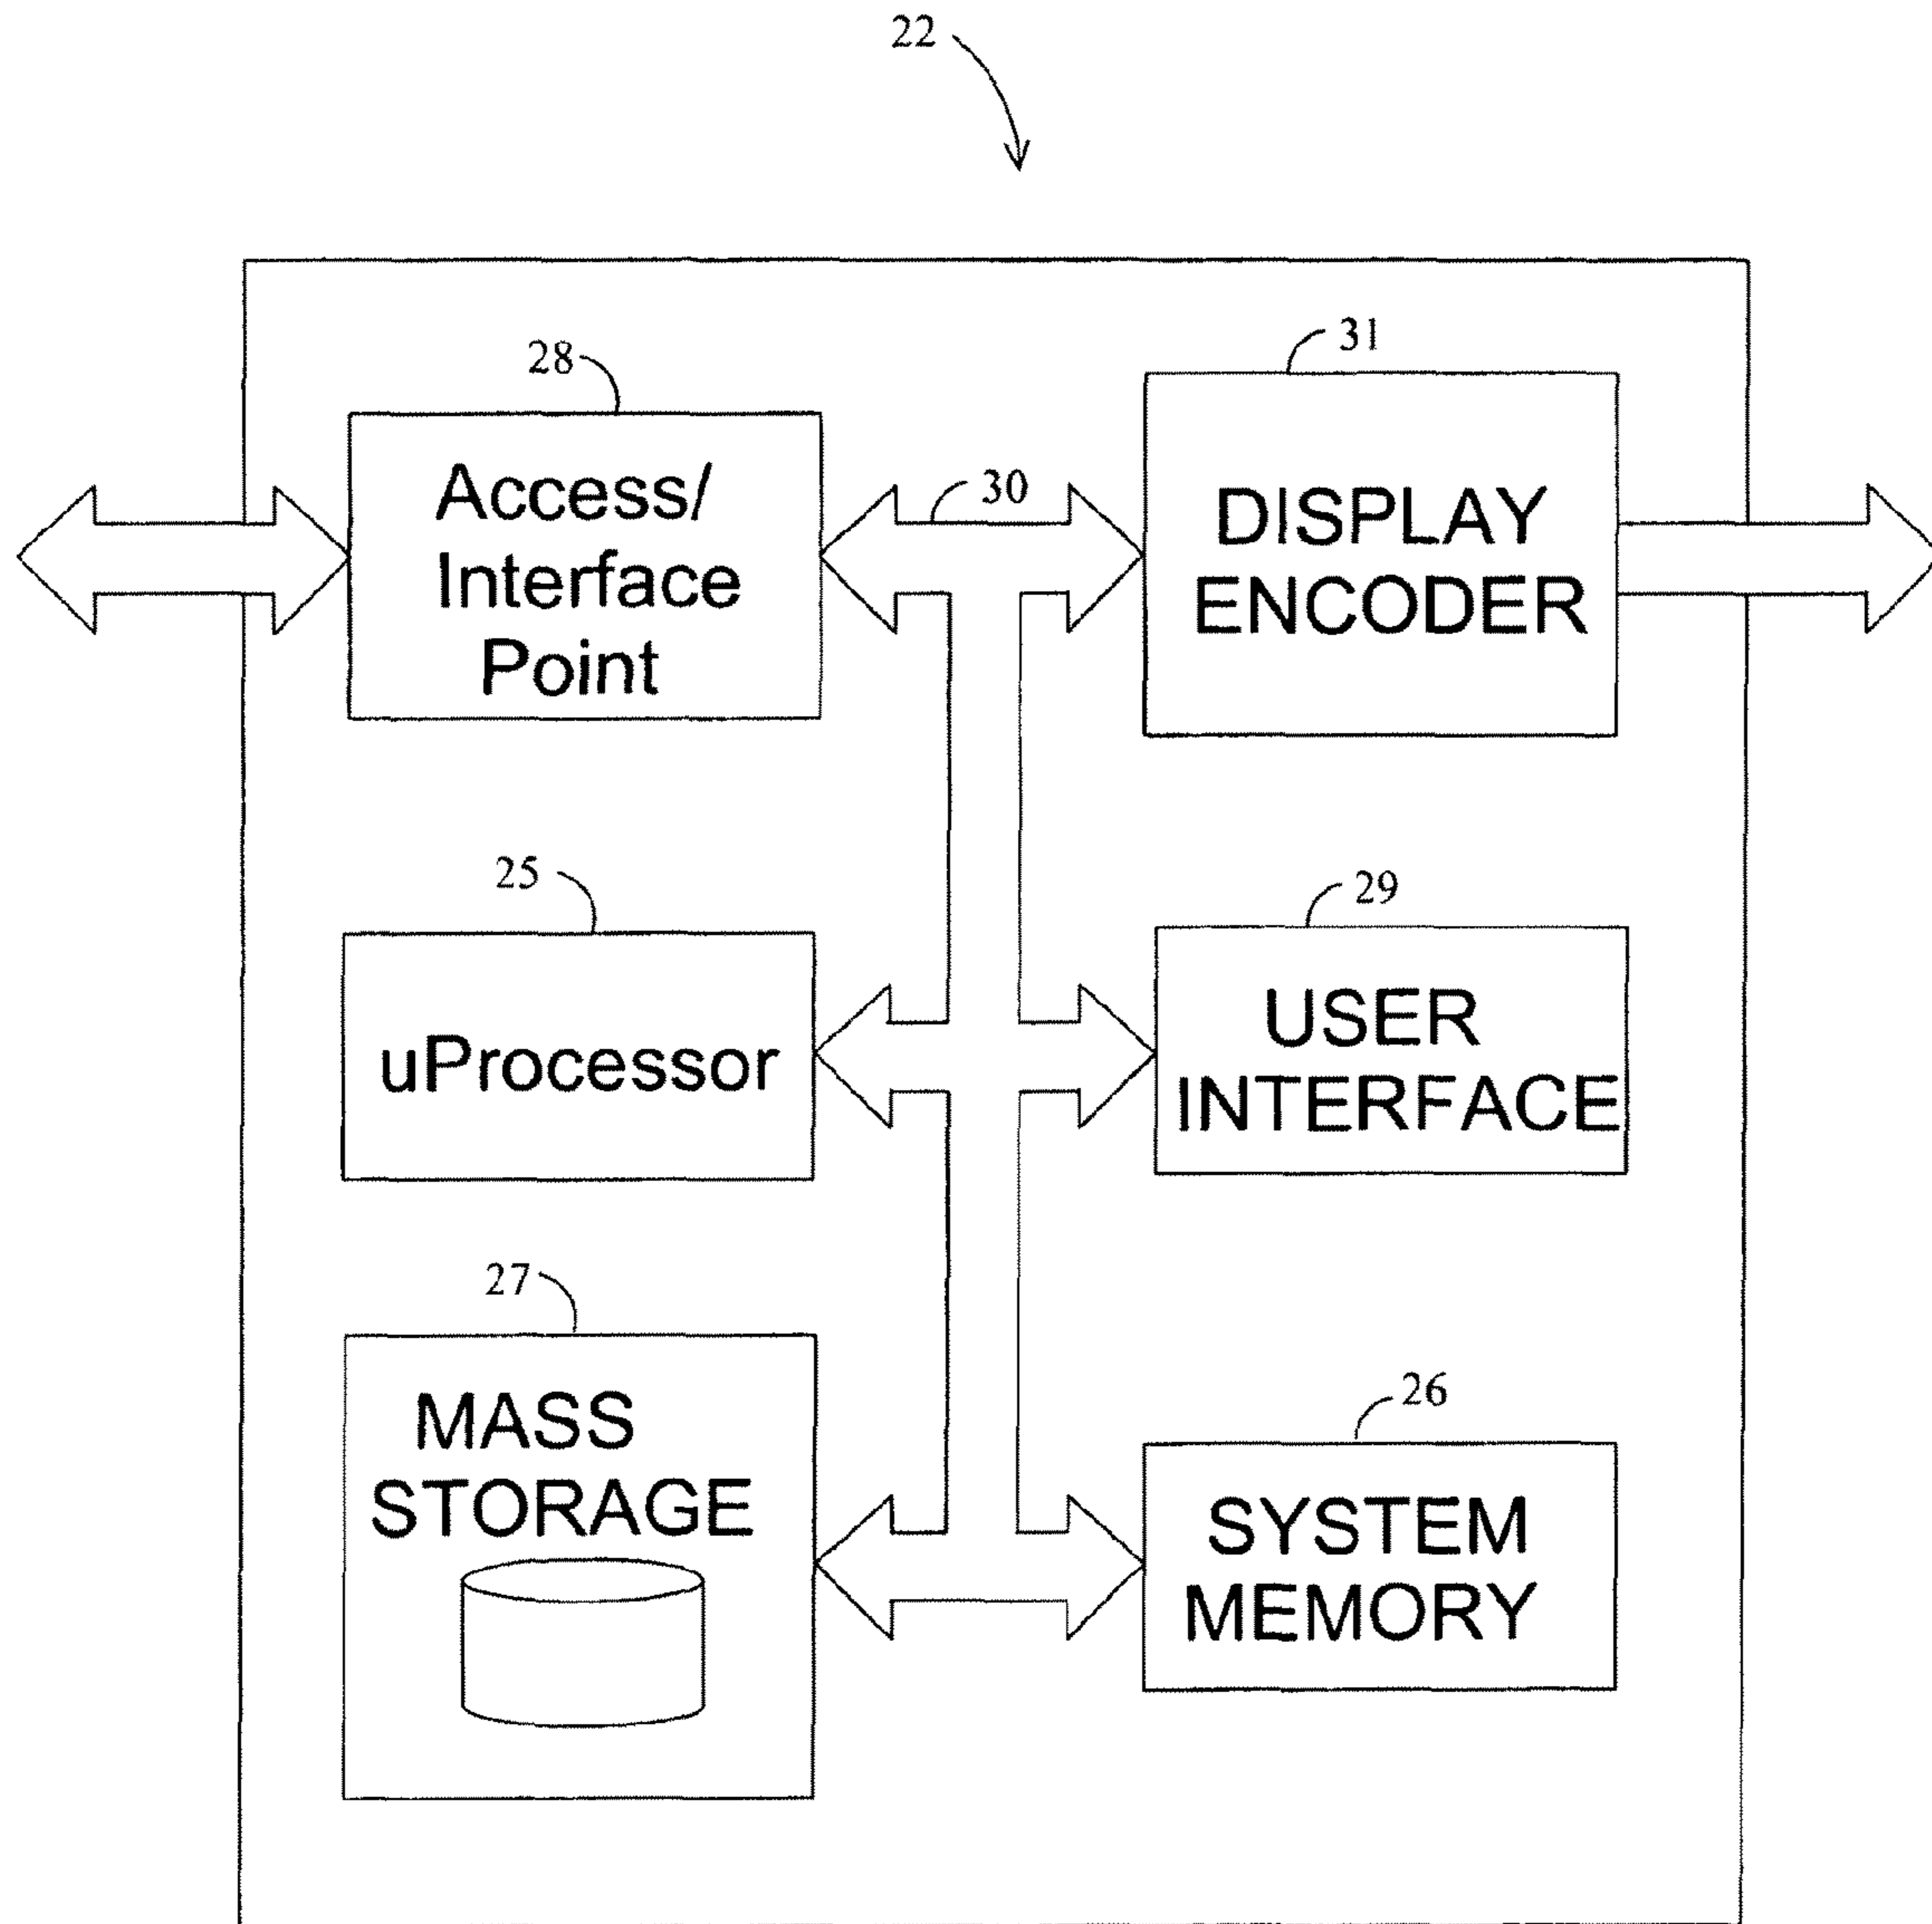 22
28
Access/
Interface
Point
30
31
DISPLAY
ENCODER
25
uProcessor
29
USER
INTERFACE
27
MASS
STORAGE
26
SYSTEM
MEMORY